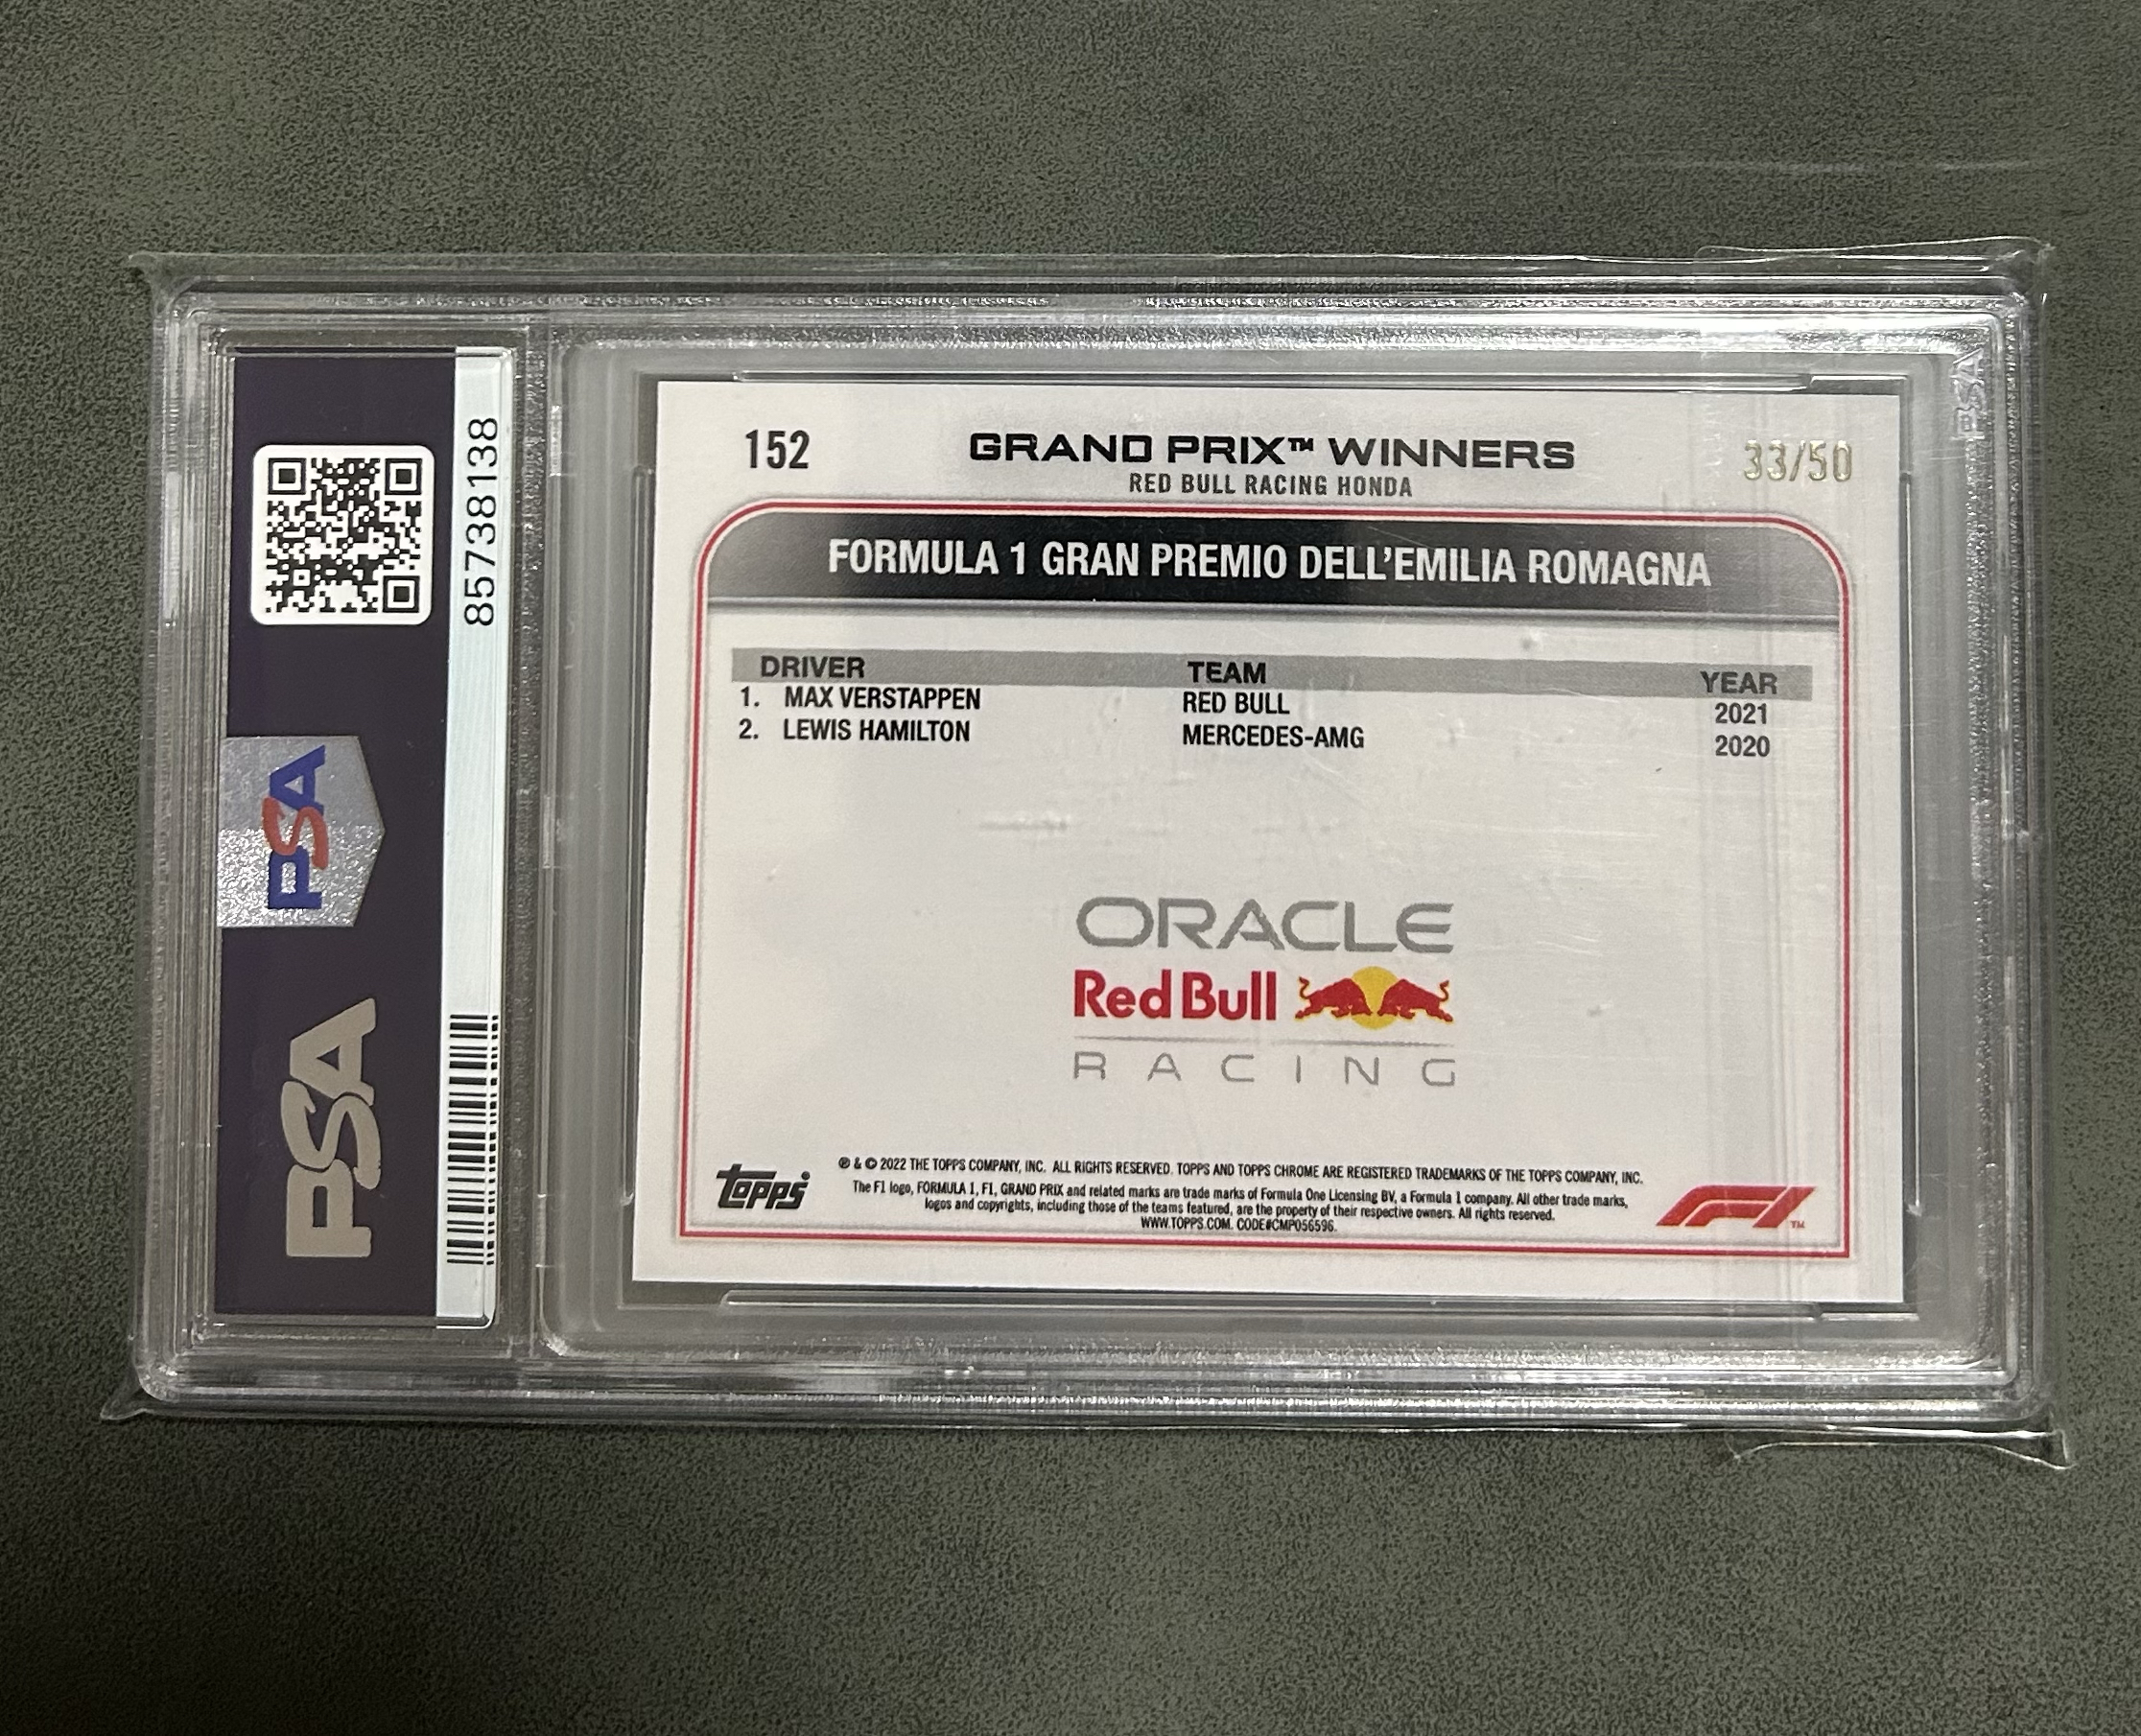 85738138
PSA
PSA
PSA
152
GRAND PRIX™ WINNERS
33/50
RED BULL RACING HONDA
FORMULA 1 GRAN PREMIO DELL'EMILIA ROMAGNA
DRIVER TEAM YEAR
1. MAX VERSTAPPEN RED BULL 2021
2. LEWIS HAMILTON MERCEDES-AMG 2020
ORACLE
Red Bull
RACING
topps
® & © 2022 THE TOPPS COMPANY, INC. ALL RIGHTS RESERVED. TOPPS AND TOPPS CHROME ARE REGISTERED TRADEMARKS OF THE TOPPS COMPANY, INC.
The F1 logo, FORMULA 1, F1, GRAND PRIX and related marks are trade marks of Formula One Licensing BV, a Formula 1 company. All other trade marks,
logos and copyrights, including those of the teams featured, are the property of their respective owners. All rights reserved.
WWW.TOPPS.COM. CODE#CMP056596.
F1™